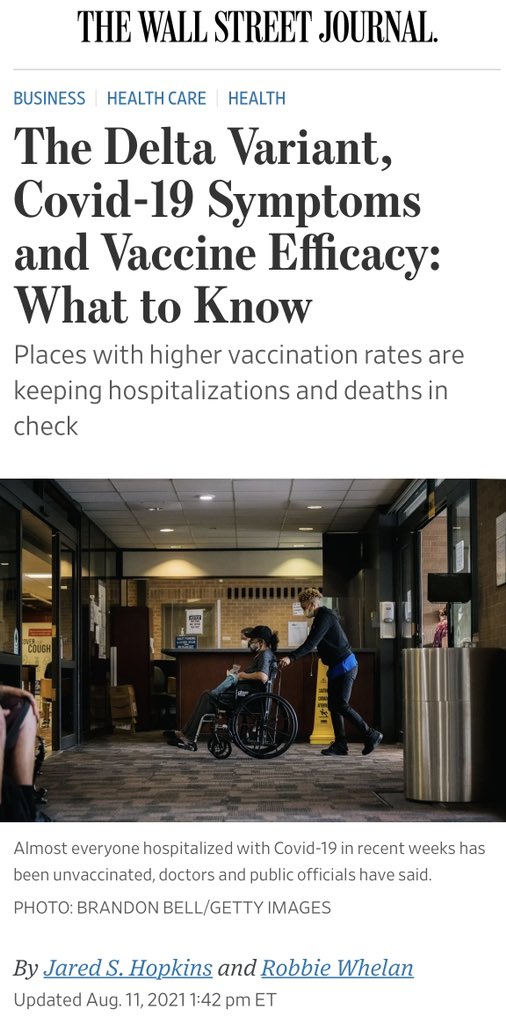 THE WALL STREET JOURNAL.
BUSINESS | HEALTH CARE | HEALTH
The Delta Variant,
Covid-19 Symptoms
and Vaccine Efficacy:
What to Know
Places with higher vaccination rates are
keeping hospitalizations and deaths in
check
COVER
COUGH
Almost everyone hospitalized with Covid-19 in recent weeks has
been unvaccinated, doctors and public officials have said.
PHOTO: BRANDON BELL/GETTY IMAGES
By Jared S. Hopkins and Robbie Whelan
Updated Aug. 11, 2021 1:42 pm ET